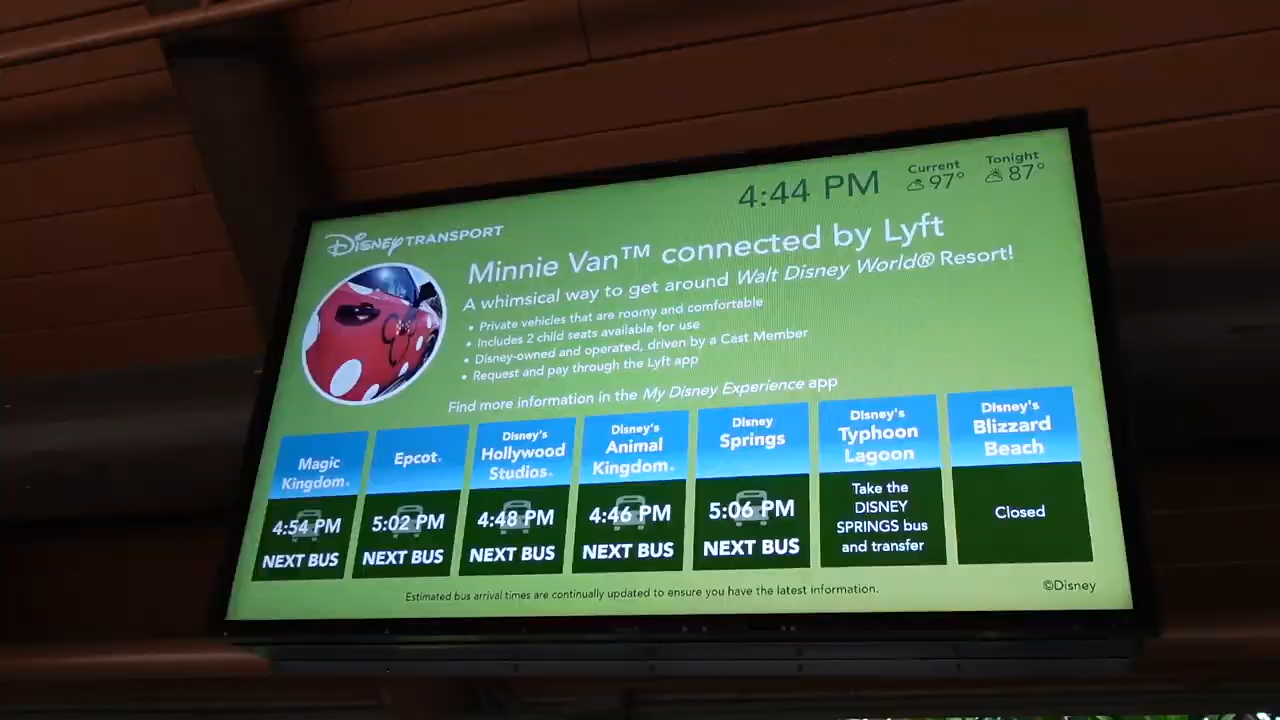 4:44 PM
Current
97°
Tonight
87°
Disney TRANSPORT
Minnie Van™ connected by Lyft
A whimsical way to get around Walt Disney World® Resort!
• Private vehicles that are roomy and comfortable
• Includes 2 child seats available for use
• Disney-owned and operated, driven by a Cast Member
• Request and pay through the Lyft app
Find more information in the My Disney Experience app
Magic
Kingdom®
4:54 PM
NEXT BUS
Epcot®
5:02 PM
NEXT BUS
Disney's
Hollywood
Studios®
4:48 PM
NEXT BUS
Disney's
Animal
Kingdom®
4:46 PM
NEXT BUS
Disney
Springs
5:06 PM
NEXT BUS
Disney's
Typhoon
Lagoon
Take the
DISNEY
SPRINGS bus
and transfer
Disney's
Blizzard
Beach
Closed
Estimated bus arrival times are continually updated to ensure you have the latest information.
©Disney